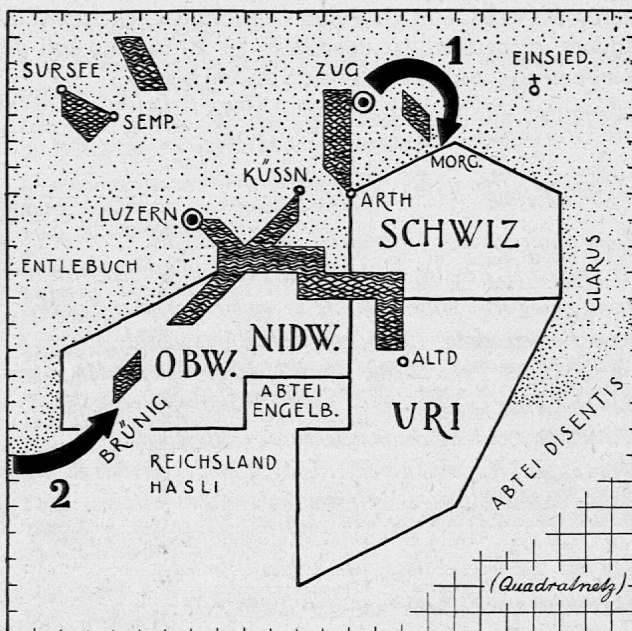 1
EINSIED.
ZUG
SURSEE
SEMP.
MORG.
KÜSSN.
ARTH
LUZERN
SCHWIZ
GLARUS
ENTLEBUCH
NIDW.
OBW.
ALTD
ABTEI
ENGELB.
URI
BRŰNIG
ABTEI DISENTIS
REICHSLAND
HASLI
2
(Quadratnetz)